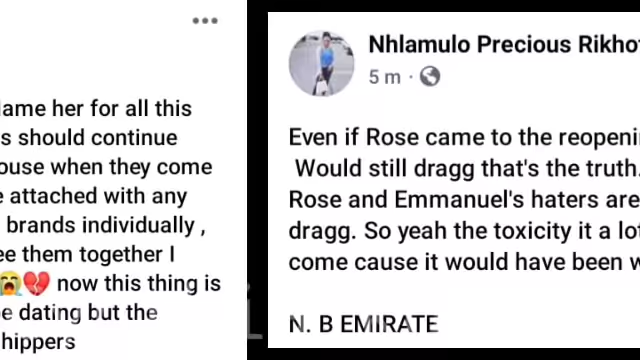 lame her for all this
s should continue
ouse when they come
e attached with any
brands individually ,
ee them together I
😭💔 now this thing is
e dating but the
hippers
Nhlamulo Precious Rikho
5 m ·
Even if Rose came to the reopeni
Would still dragg that's the truth.
Rose and Emmanuel's haters are
dragg. So yeah the toxicity it a lo
come cause it would have been w
N. B EMIRATE